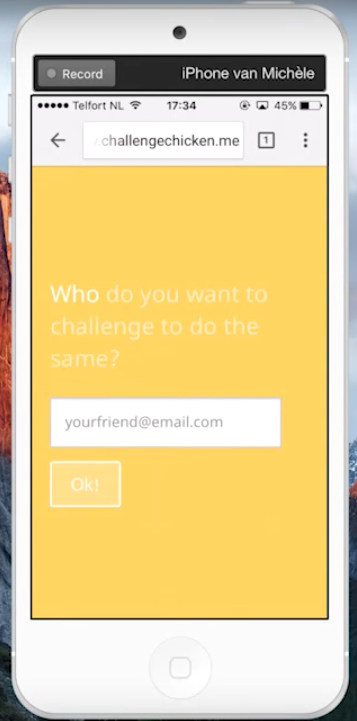 Record
iPhone van Michèle
Telfort NL 17:34 45%
.challengechicken.me 1
Who do you want to
challenge to do the
same?
yourfriend@email.com
Ok!